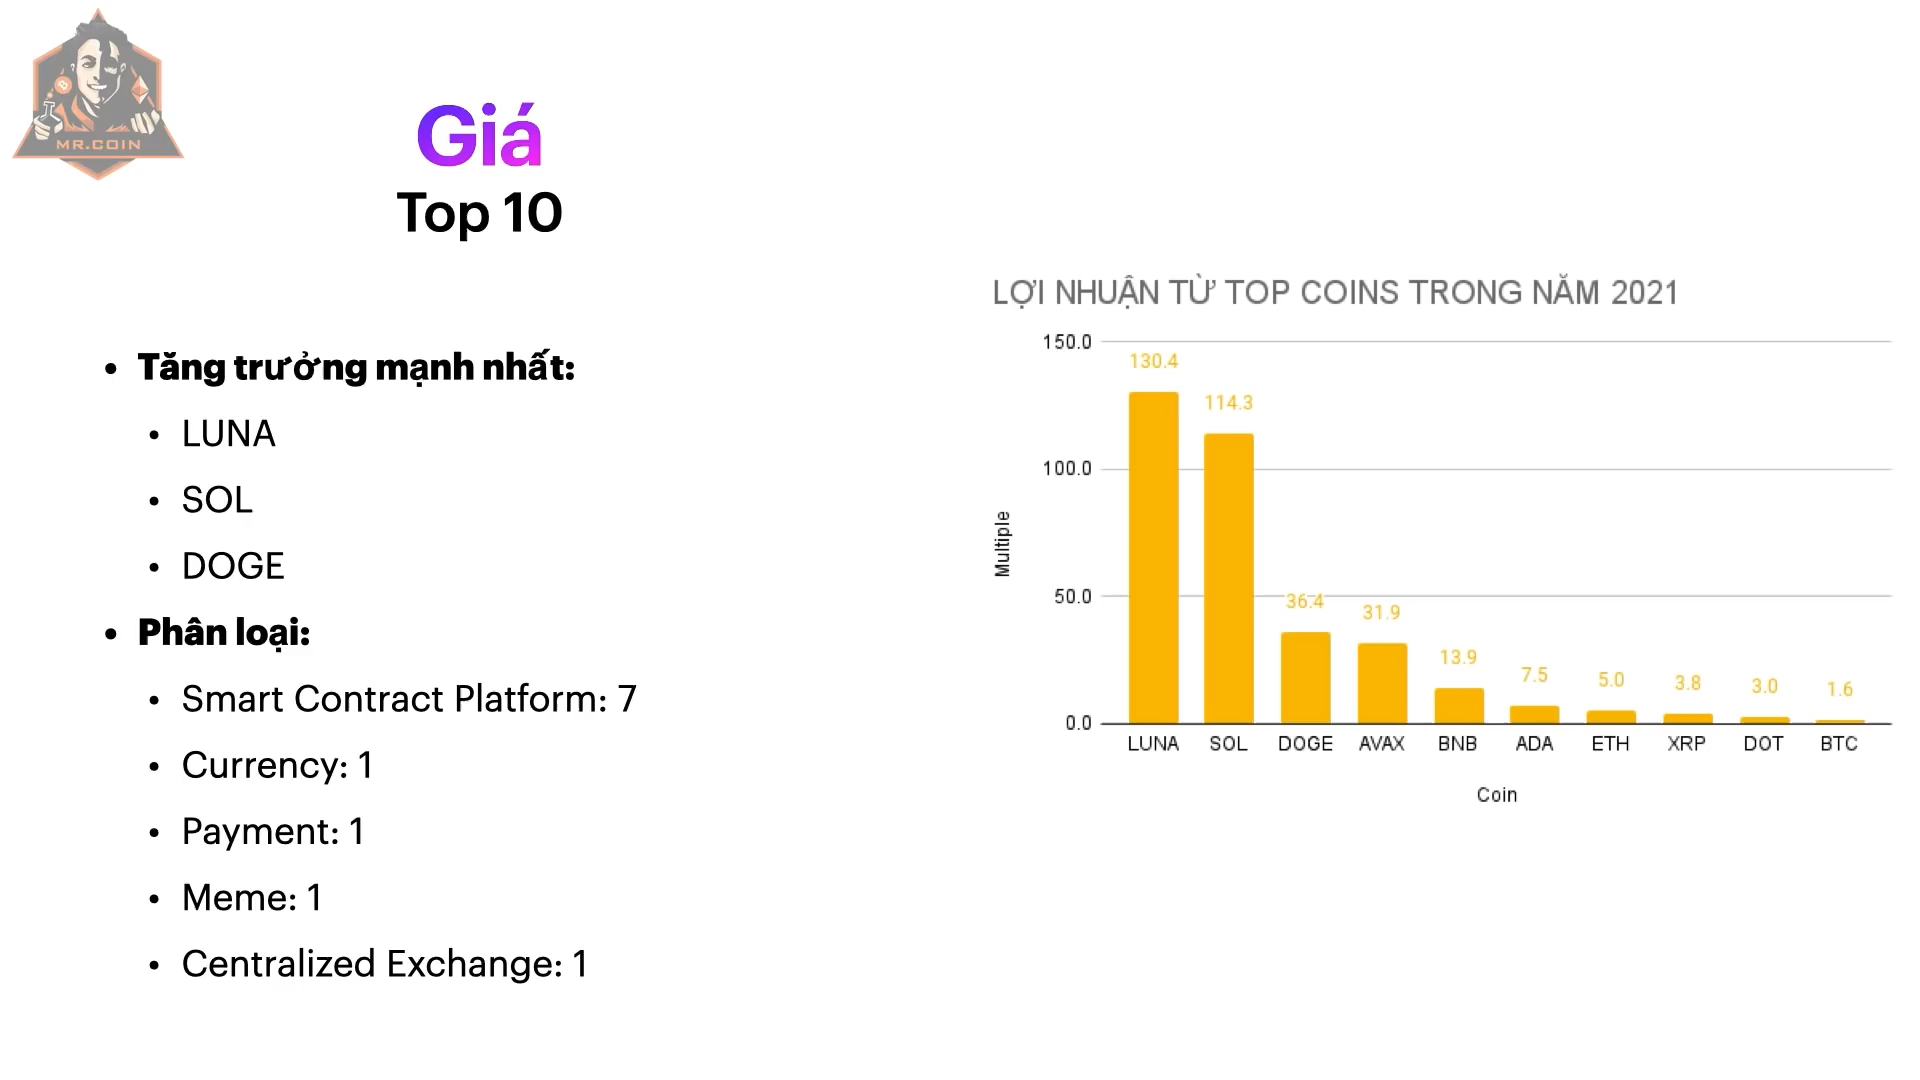 MR.COIN
Giá
Top 10
• Tăng trưởng mạnh nhất:
• LUNA
• SOL
• DOGE
• Phân loại:
• Smart Contract Platform: 7
• Currency: 1
• Payment: 1
• Meme: 1
• Centralized Exchange: 1
LỢI NHUẬN TỪ TOP COINS TRONG NĂM 2021
150.0
100.0
50.0
0.0
Multiple
130.4
114.3
36.4
31.9
13.9
7.5
5.0
3.8
3.0
1.6
LUNA SOL DOGE AVAX BNB ADA ETH XRP DOT BTC
Coin